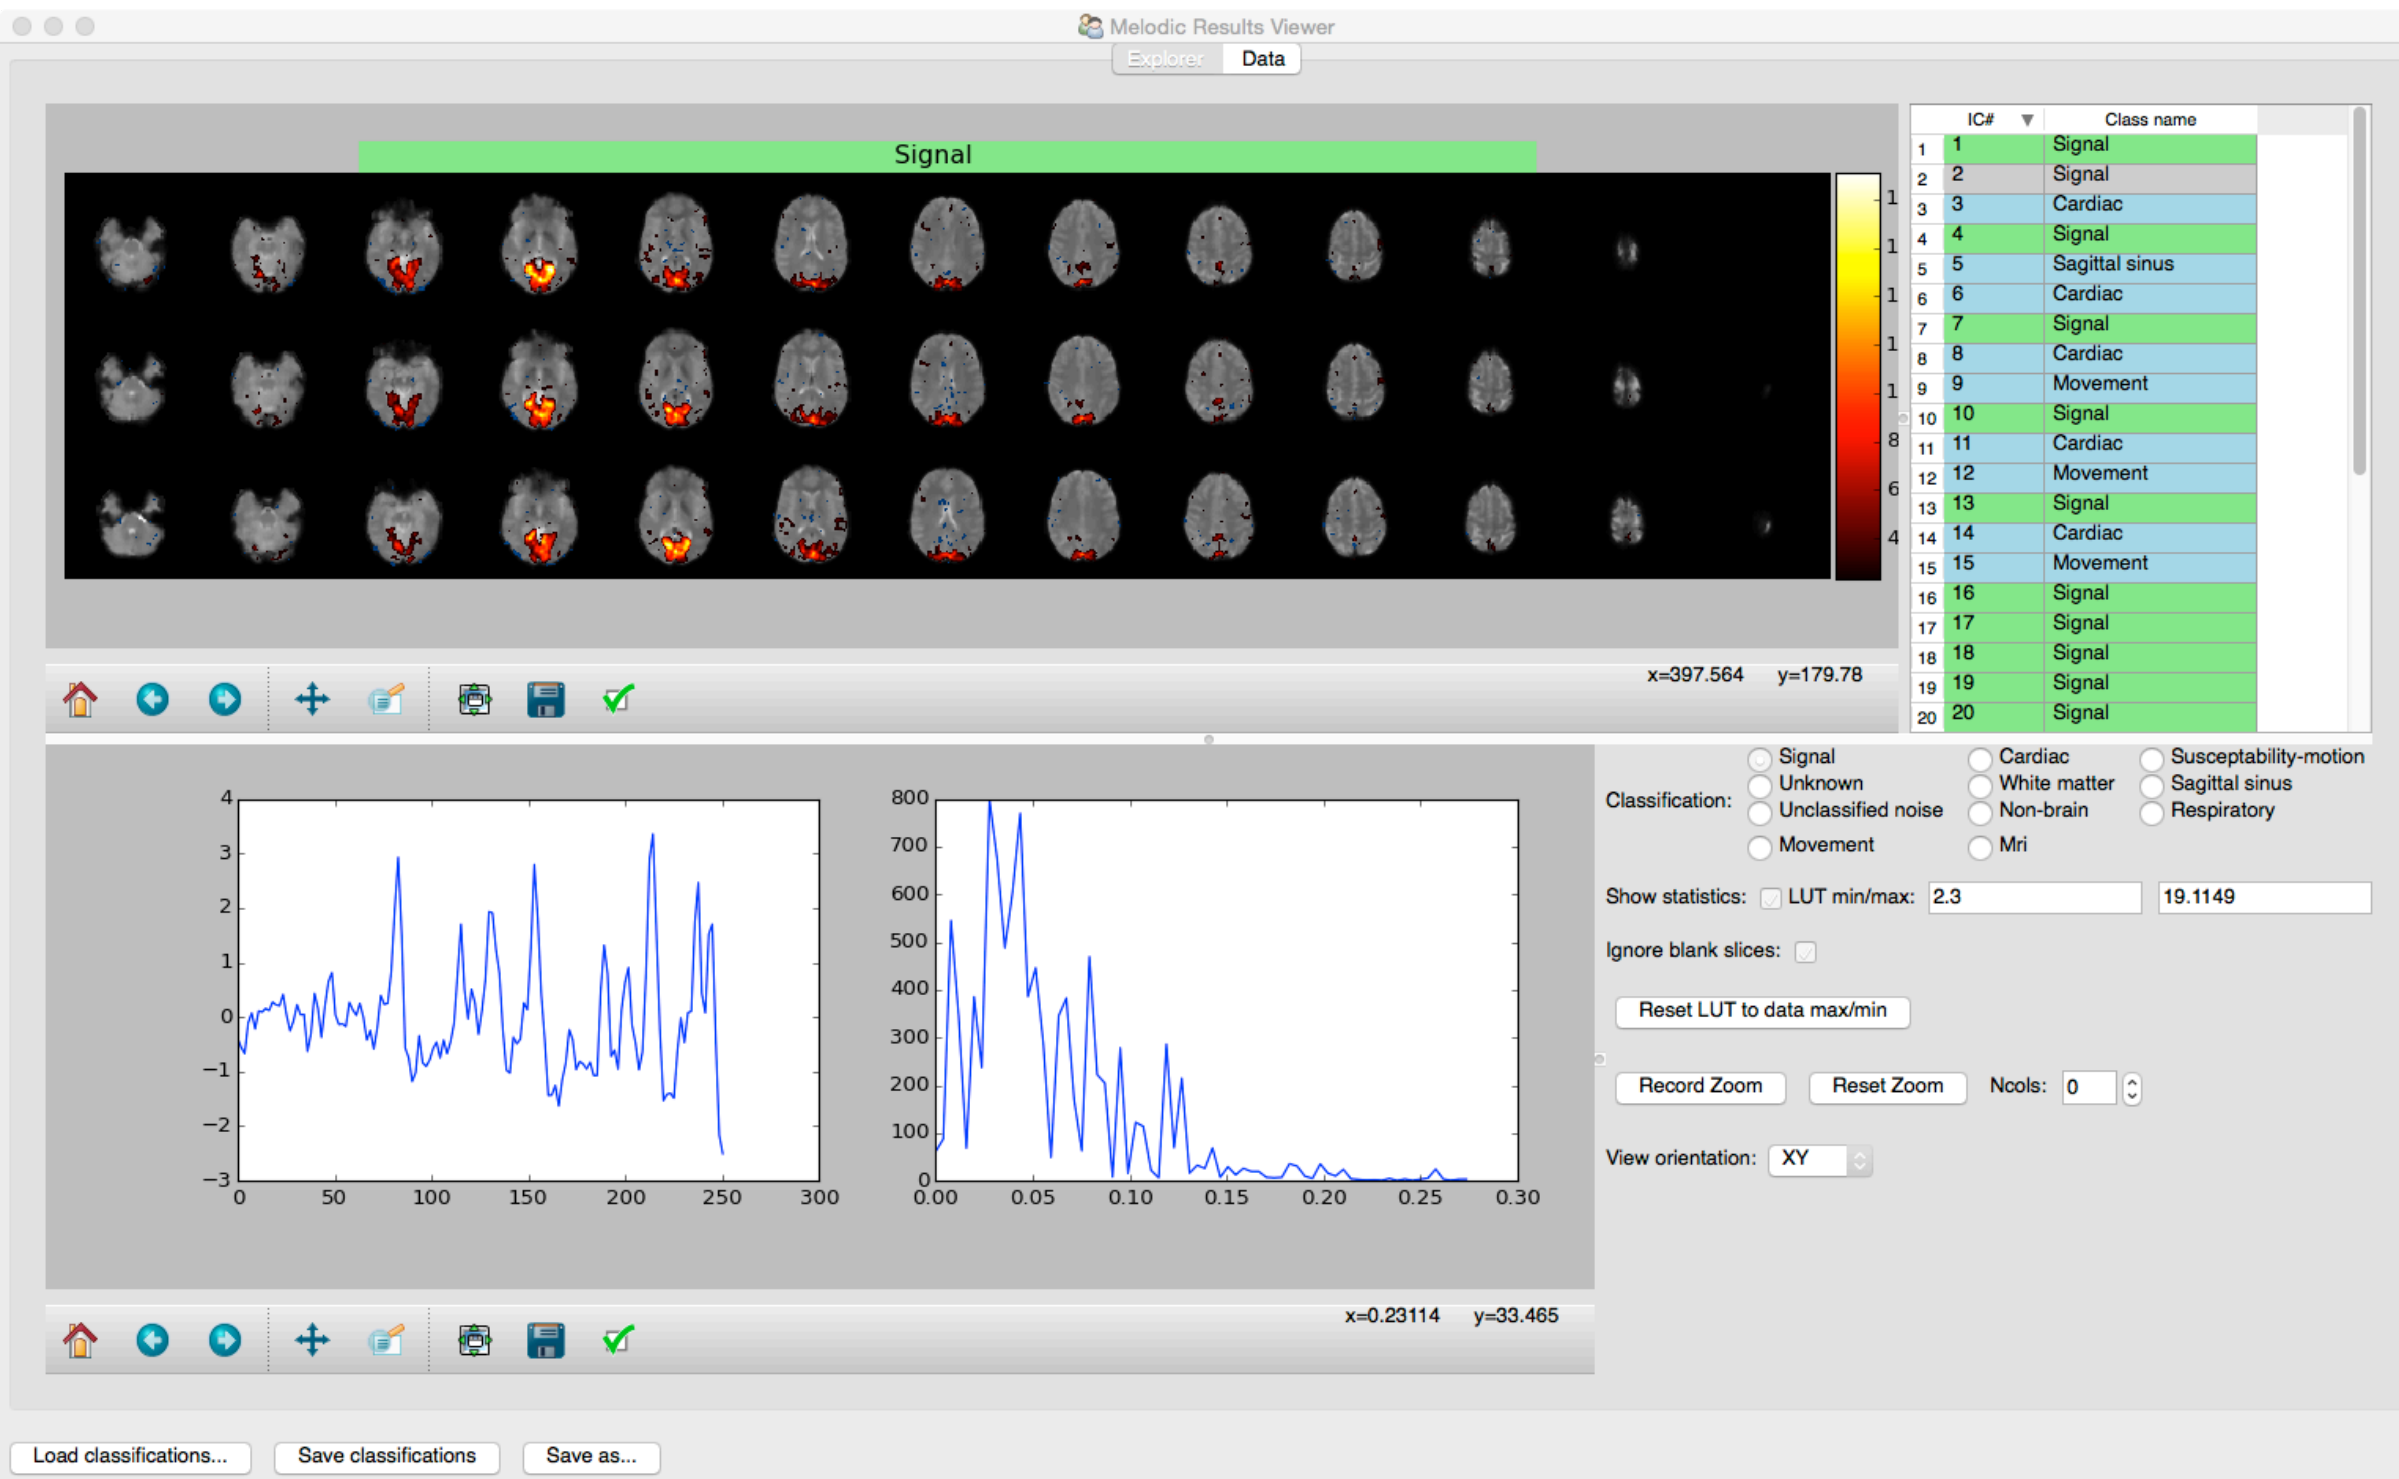 Melodic Results Viewer
Explorer Data
Signal
1
1
1
1
1
8
6
4
IC# Class name
1 1 Signal
2 2 Signal
3 3 Cardiac
4 4 Signal
5 5 Sagittal sinus
6 6 Cardiac
7 7 Signal
8 8 Cardiac
9 9 Movement
10 10 Signal
11 11 Cardiac
12 12 Movement
13 13 Signal
14 14 Cardiac
15 15 Movement
16 16 Signal
17 17 Signal
18 18 Signal
19 19 Signal
20 20 Signal
x=397.564 y=179.78
4
3
2
1
0
−1
−2
−3
0 50 100 150 200 250 300
800
700
600
500
400
300
200
100
0
0.00 0.05 0.10 0.15 0.20 0.25 0.30
Classification:
Signal Cardiac Susceptability-motion
Unknown White matter Sagittal sinus
Unclassified noise Non-brain Respiratory
Movement Mri
Show statistics: LUT min/max: 2.3 19.1149
Ignore blank slices:
Reset LUT to data max/min
Record Zoom Reset Zoom Ncols: 0
View orientation: XY
x=0.23114 y=33.465
Load classifications... Save classifications Save as...